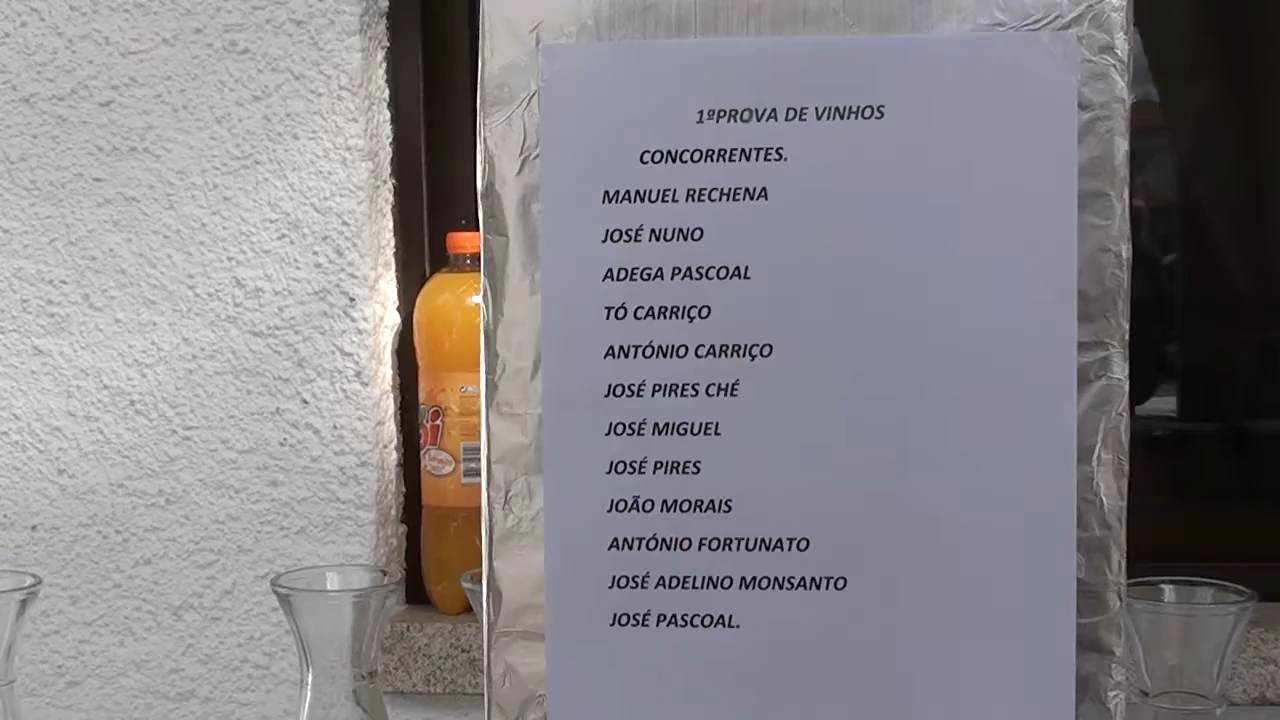 1ªPROVA DE VINHOS
CONCORRENTES.
MANUEL RECHENA
JOSÉ NUNO
ADEGA PASCOAL
TÓ CARRIÇO
ANTÓNIO CARRIÇO
JOSÉ PIRES CHÉ
JOSÉ MIGUEL
JOSÉ PIRES
JOÃO MORAIS
ANTÓNIO FORTUNATO
JOSÉ ADELINO MONSANTO
JOSÉ PASCOAL.